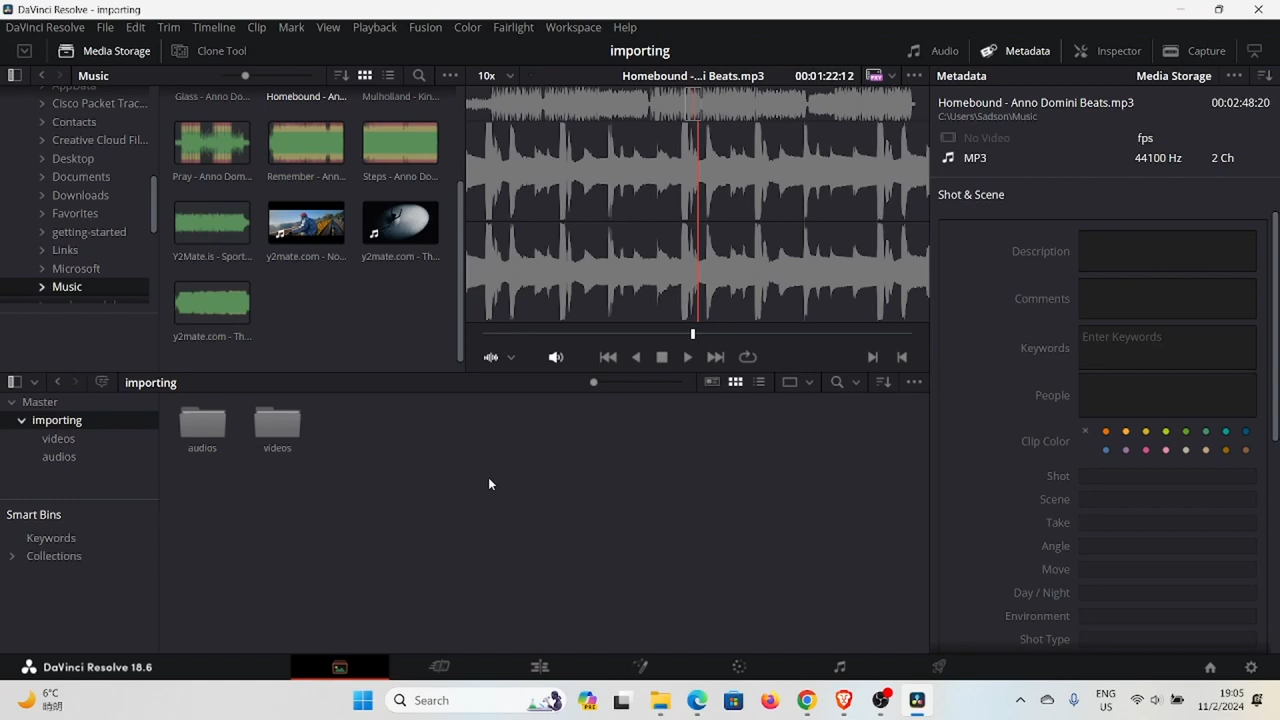 DaVinci Resolve - importing
DaVinci Resolve File Edit Trim Timeline Clip Mark View Playback Fusion Color Fairlight Workspace Help
Media Storage Clone Tool importing Audio Metadata Inspector Capture
Music 10x Homebound -...i Beats.mp3 00:01:22:12 Metadata Media Storage
AppData
Cisco Packet Trac...
Contacts
Creative Cloud Fil...
Desktop
Documents
Downloads
Favorites
getting-started
Links
Microsoft
Music
Glass - Anno Do... Homebound - An... Mulholland - Kin...
Pray - Anno Dom... Remember - Ann... Steps - Anno Do...
Y2Mate.is - Sport... y2mate.com - No... y2mate.com - Th...
y2mate.com - Th...
Homebound - Anno Domini Beats.mp3 00:02:48:20
C:\Users\Sadson\Music
No Video fps
MP3 44100 Hz 2 Ch
Shot & Scene
Description
Comments
Keywords Enter Keywords
People
Clip Color
Shot
Scene
Take
Angle
Move
Day / Night
Environment
Shot Type
importing
Master
importing
videos
audios
audios videos
Smart Bins
Keywords
Collections
DaVinci Resolve 18.6
6°C
晴朗
Search
PRE
ENG
US
19:05
11/2/2024